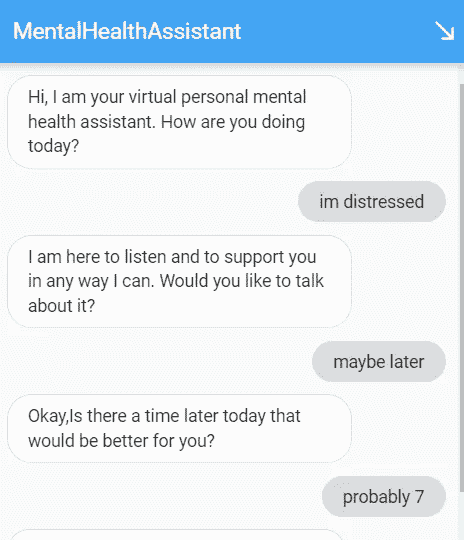 MentalHealthAssistant
Hi, I am your virtual personal mental
health assistant. How are you doing
today?
im distressed
I am here to listen and to support you
in any way I can. Would you like to talk
about it?
maybe later
Okay,Is there a time later today that
would be better for you?
probably 7